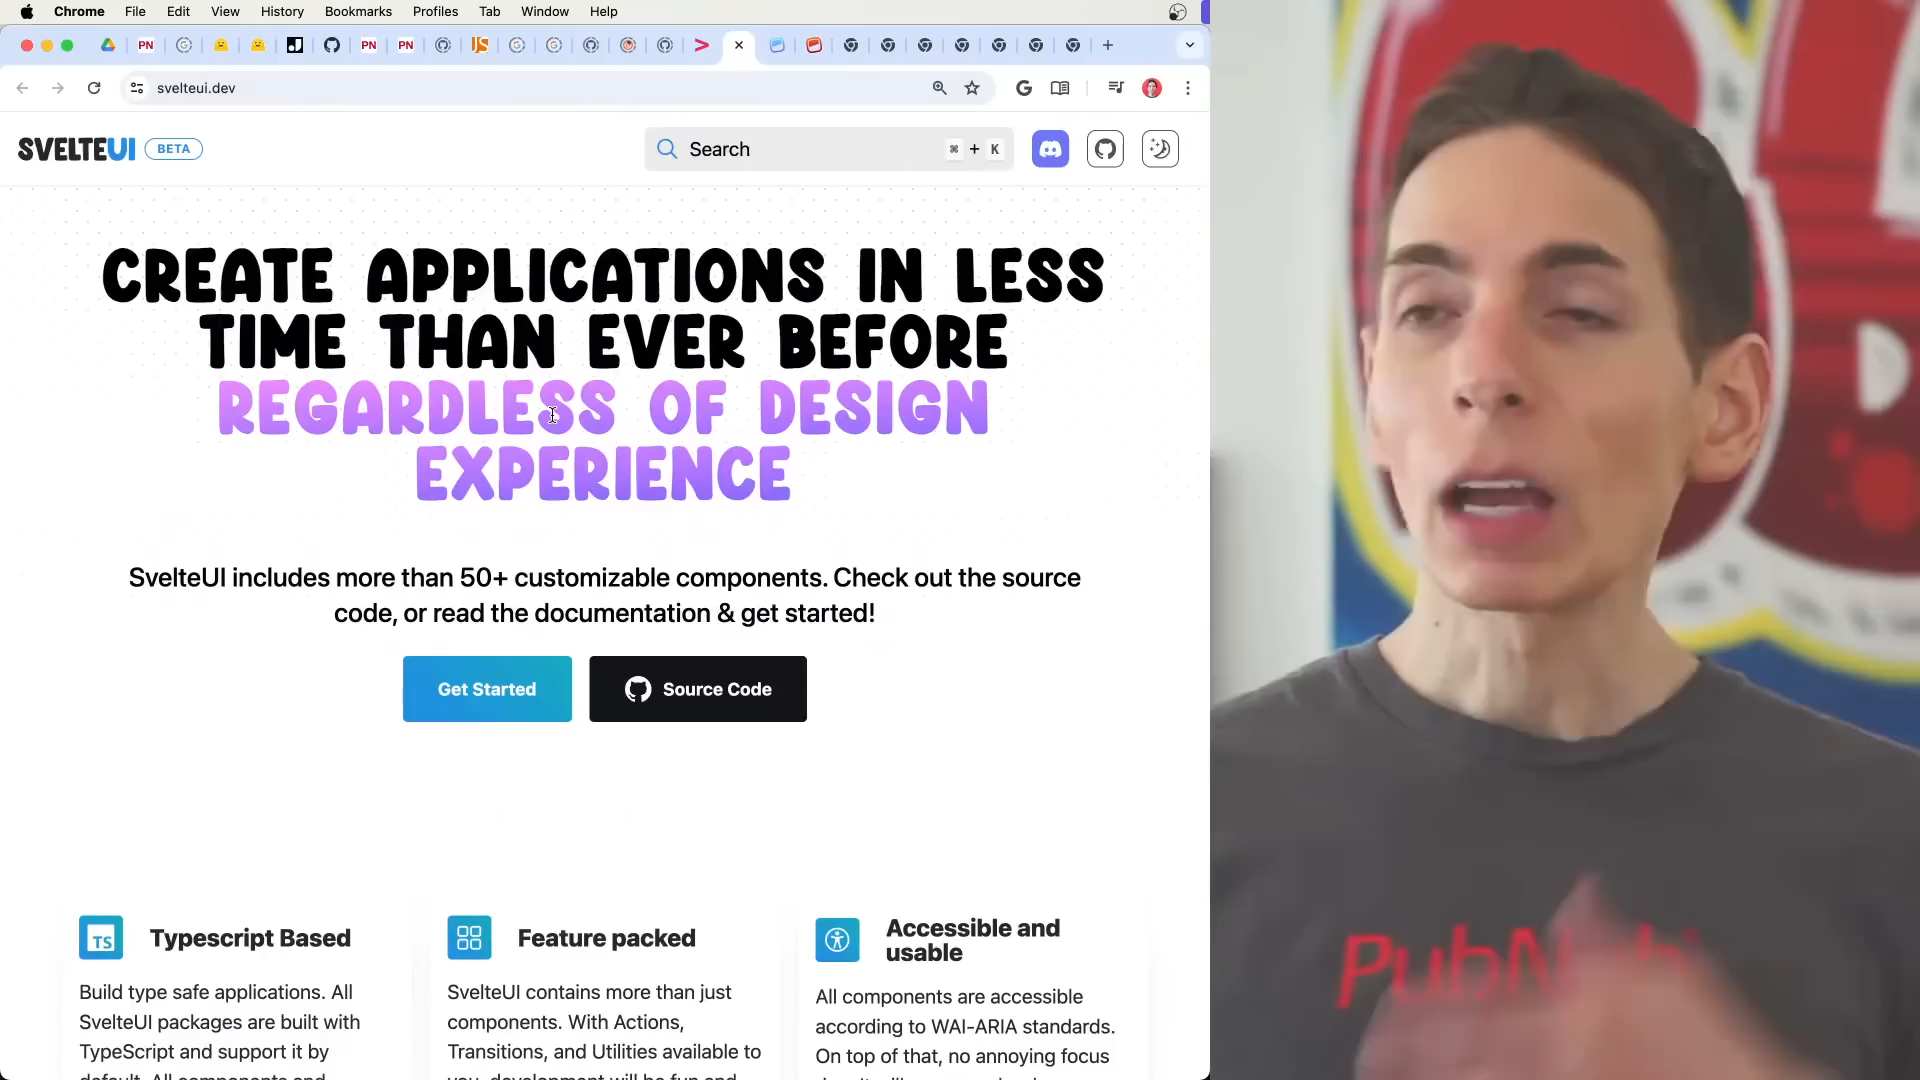 Chrome File Edit View History Bookmarks Profiles Tab Window Help
PN PN PN JS
svelteui.dev
SVELTEUI BETA
Search ⌘ + K
CREATE APPLICATIONS IN LESS
TIME THAN EVER BEFORE
REGARDLESS OF DESIGN
EXPERIENCE
SvelteUI includes more than 50+ customizable components. Check out the source
code, or read the documentation & get started!
Get Started
Source Code
TS Typescript Based
Build type safe applications. All
SvelteUI packages are built with
TypeScript and support it by
Feature packed
SvelteUI contains more than just
components. With Actions,
Transitions, and Utilities available to
Accessible and
usable
All components are accessible
according to WAI-ARIA standards.
On top of that, no annoying focus